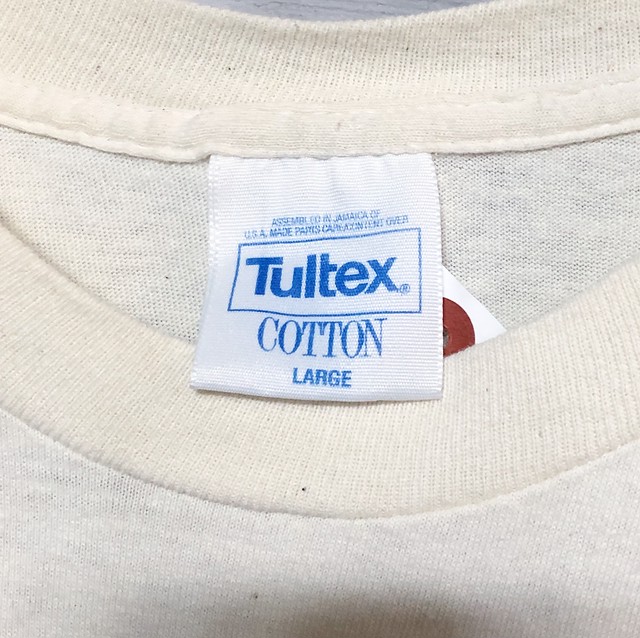 ASSEMBLED IN JAMAICA OF
U.S.A. MADE PARTS CARE/CONTENT OVER
Tultex®
COTTON
LARGE